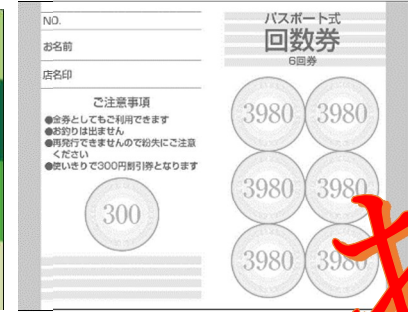 NO.
お名前
店名印
ご注意事項
●金券としてもご利用できます
●お釣りは出ません
●再発行できませんので紛失にご注意
ください
●使いきりで300円割引券となります
300
パスポート式
回数券
6回券
3980 3980
3980 3980
3980 3980